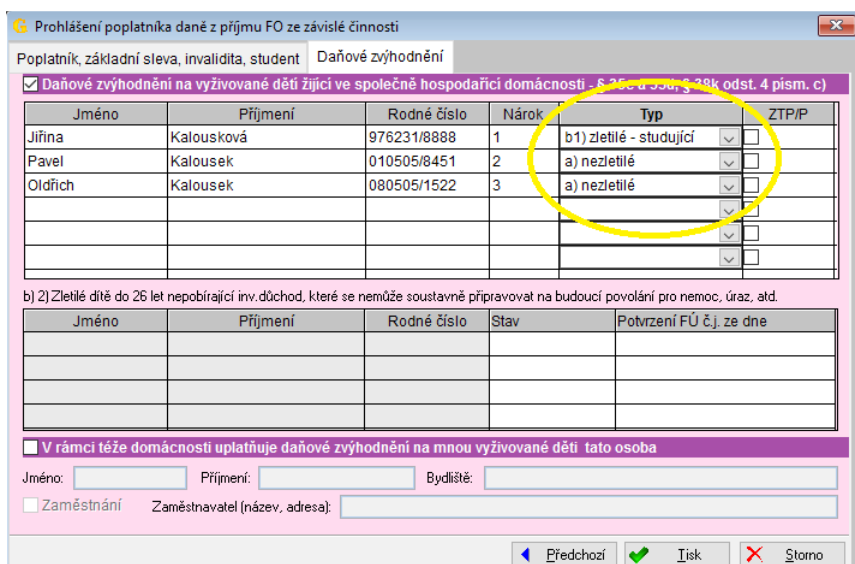 G Prohlášení poplatníka daně z příjmu FO ze závislé činnosti
Poplatník, základní sleva, invalidita, student Daňové zvýhodnění
Daňové zvýhodnění na vyživované děti žijící ve společně hospodařící domácnosti - § 35c a 35d, § 38k odst. 4 pism. c)
Jméno Příjmení Rodné číslo Nárok Typ ZTP/P
Jiřina Kalousková 976231/8888 1 b1) zletilé - studující
Pavel Kalousek 010505/8451 2 a) nezletilé
Oldřich Kalousek 080505/1522 3 a) nezletilé
b) 2) Zletilé dítě do 26 let nepobírající inv.důchod, které se nemůže soustavně připravovat na budoucí povolání pro nemoc, úraz, atd.
Jméno Příjmení Rodné číslo Stav Potvrzení FÚ č.j. ze dne
V rámci téže domácnosti uplatňuje daňové zvýhodnění na mnou vyživované děti tato osoba
Jméno: Příjmení: Bydliště:
Zaměstnání Zaměstnavatel (název, adresa):
Předchozí Tisk Storno